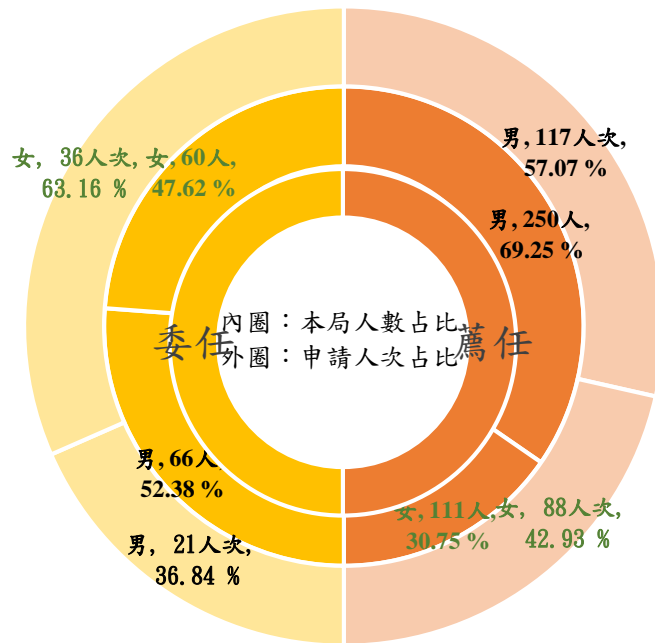 男, 117人次,
57.07 %
女, 36人次,
63.16 %
女, 60人,
47.62 %
男, 250人,
69.25 %
內圈：本局人數占比
外圈：申請人次占比
委任
薦任
男, 66人,
52.38 %
男, 21人次,
36.84 %
女, 111人,
30.75 %
女, 88人次,
42.93 %